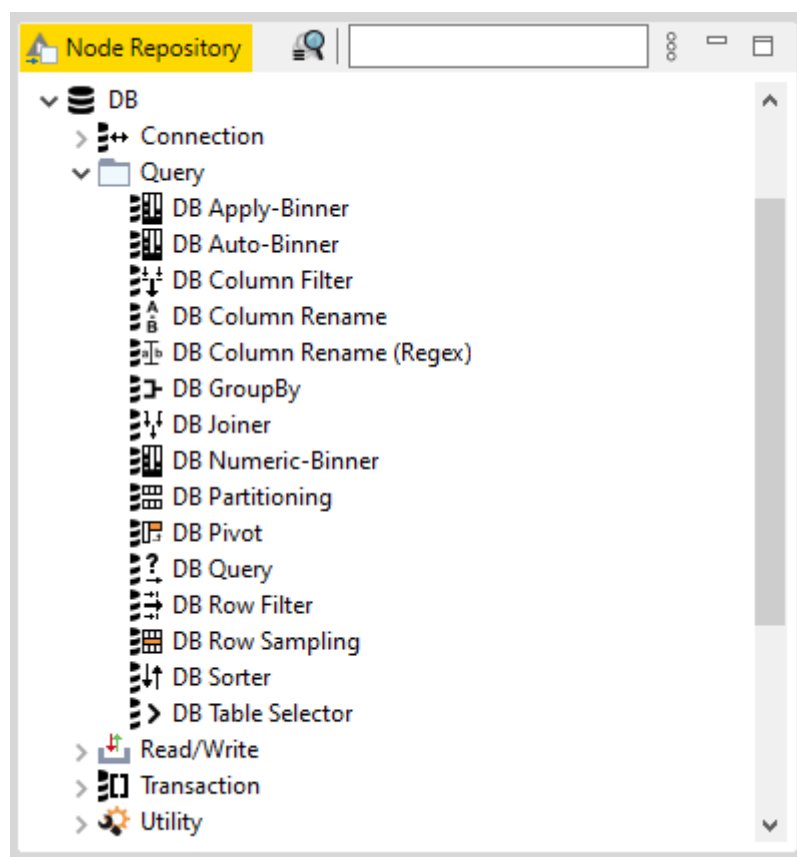 Node Repository
DB
Connection
Query
DB Apply-Binner
DB Auto-Binner
DB Column Filter
DB Column Rename
DB Column Rename (Regex)
DB GroupBy
DB Joiner
DB Numeric-Binner
DB Partitioning
DB Pivot
DB Query
DB Row Filter
DB Row Sampling
DB Sorter
DB Table Selector
Read/Write
Transaction
Utility